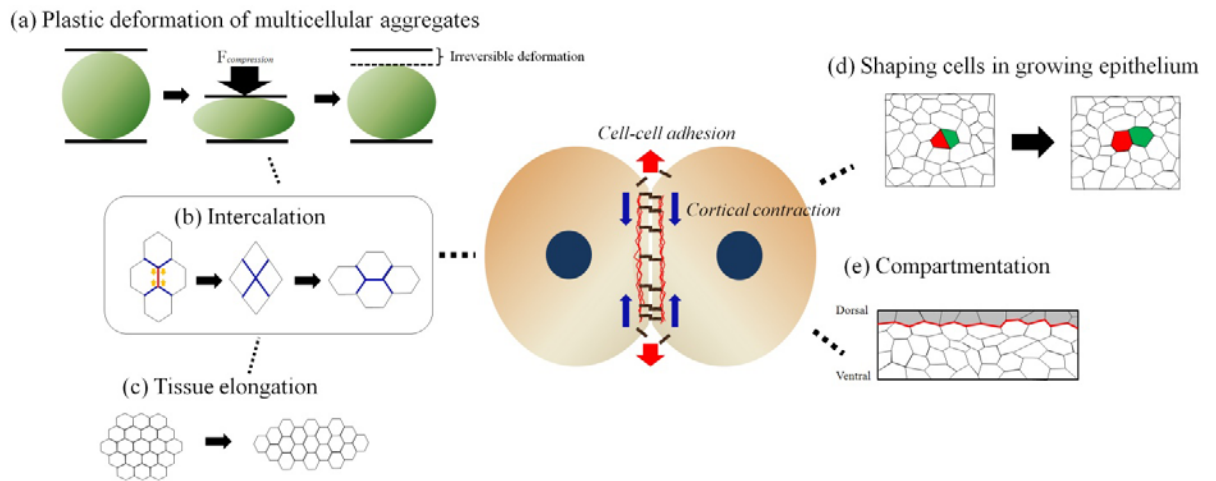 (a) Plastic deformation of multicellular aggregates
Fcompression
Irreversible deformation
(b) Intercalation
(c) Tissue elongation
Cell-cell adhesion
Cortical contraction
(d) Shaping cells in growing epithelium
(e) Compartmentation
Dorsal
Ventral